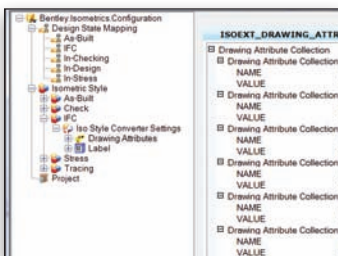 Bentley.Isometrics.Configuration
Design State Mapping
As-Built
IFC
In-Checking
In-Design
In-Stress
Isometric Style
As-Built
Check
IFC
Iso Style Converter Settings
Drawing Attributes
Label
Stress
Tracing
Project
ISOEXT_DRAWING_ATTR
Drawing Attribute Collection
Drawing Attribute Collection
NAME
VALUE
Drawing Attribute Collection
NAME
VALUE
Drawing Attribute Collection
NAME
VALUE
Drawing Attribute Collection
NAME
VALUE
Drawing Attribute Collection
NAME
VALUE
Drawing Attribute Collection
NAME
VALUE